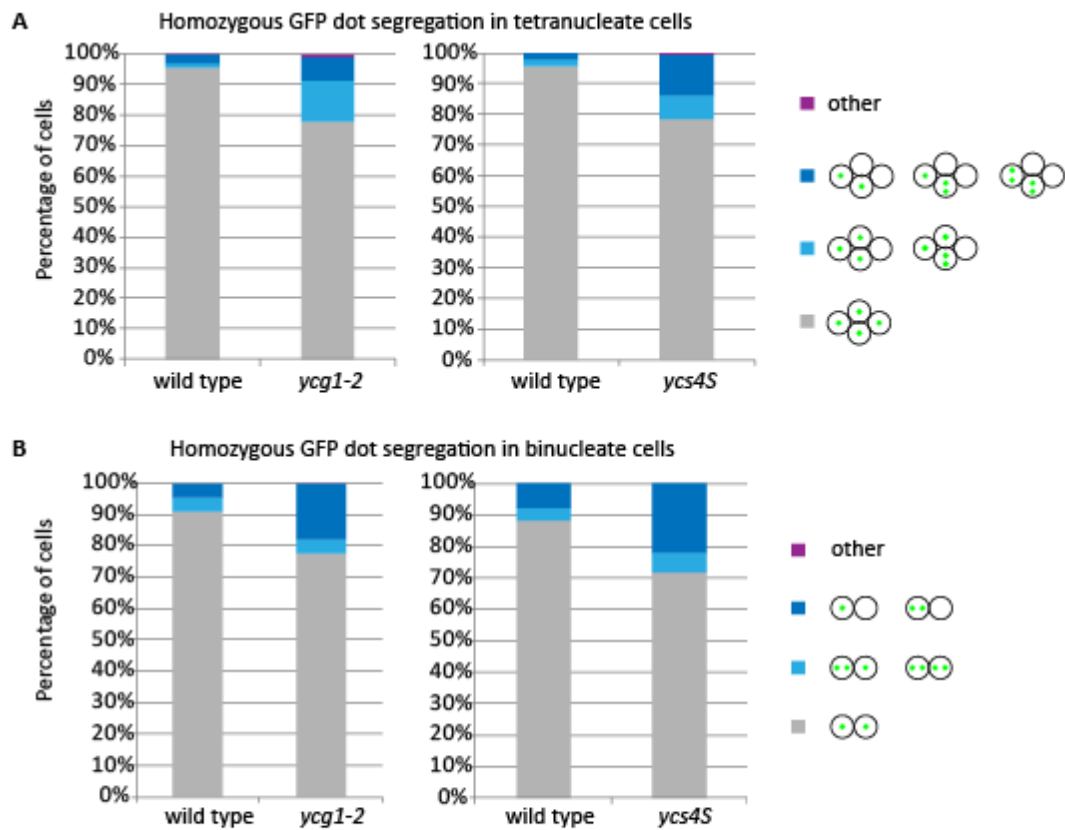 A
Homozygous GFP dot segregation in tetranucleate cells
Percentage of cells
100%
90%
80%
70%
60%
50%
40%
30%
20%
10%
0%
wild type
ycg1-2
100%
90%
80%
70%
60%
50%
40%
30%
20%
10%
0%
wild type
ycs4S
other
B
Homozygous GFP dot segregation in binucleate cells
Percentage of cells
100%
90%
80%
70%
60%
50%
40%
30%
20%
10%
0%
wild type
ycg1-2
100%
90%
80%
70%
60%
50%
40%
30%
20%
10%
0%
wild type
ycs4S
other